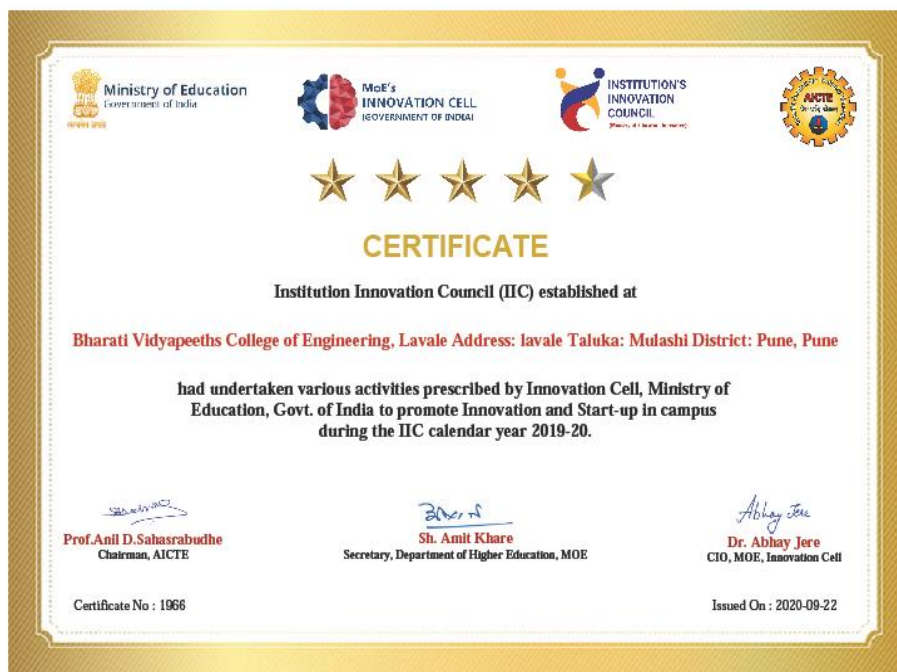 Ministry of Education
Government of India
MoE's
INNOVATION CELL
(GOVERNMENT OF INDIA)
INSTITUTION'S
INNOVATION
COUNCIL
AICTE
CERTIFICATE
Institution Innovation Council (IIC) established at
Bharati Vidyapeeths College of Engineering, Lavale Address: lavale Taluka: Mulashi District: Pune, Pune
had undertaken various activities prescribed by Innovation Cell, Ministry of
Education, Govt. of India to promote Innovation and Start-up in campus
during the IIC calendar year 2019-20.
Abhay Jere
Prof.Anil D.Sahasrabudhe
Chairman, AICTE
Sh. Amit Khare
Secretary, Department of Higher Education, MOE
Dr. Abhay Jere
CIO, MOE, Innovation Cell
Certificate No : 1966
Issued On : 2020-09-22